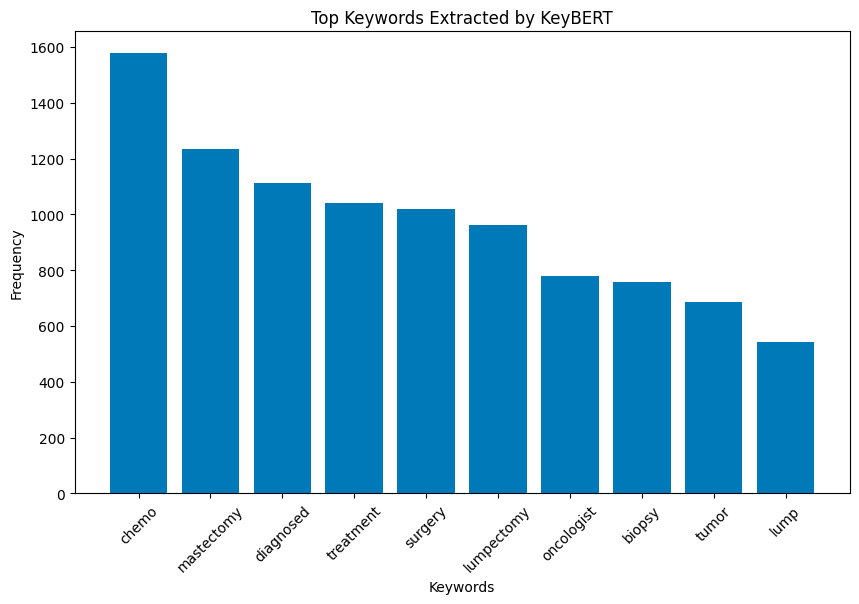 Top Keywords Extracted by KeyBERT
1600
1400
1200
1000
800
600
400
200
0
Frequency
chemo
mastectomy
diagnosed
treatment
surgery
lumpectomy
oncologist
biopsy
tumor
lump
Keywords